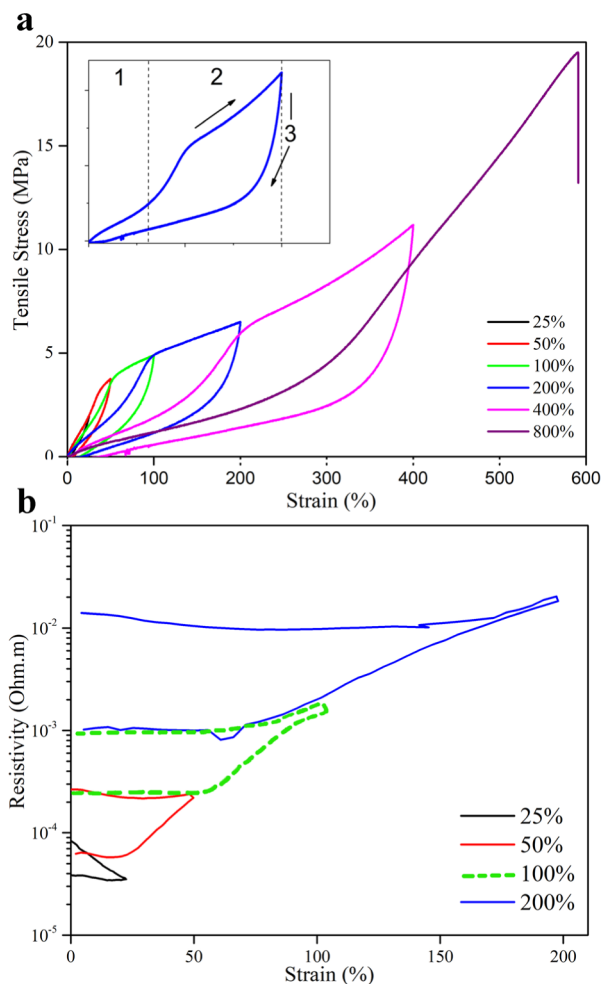 a
20
15
10
5
0
Tensile Stress (MPa)
1 2
3
25%
50%
100%
200%
400%
800%
0 100 200 300 400 500 600
Strain (%)
b
10-1
10-2
10-3
10-4
10-5
Resistivity (Ohm.m)
25%
50%
100%
200%
0 50 100 150 200
Strain (%)